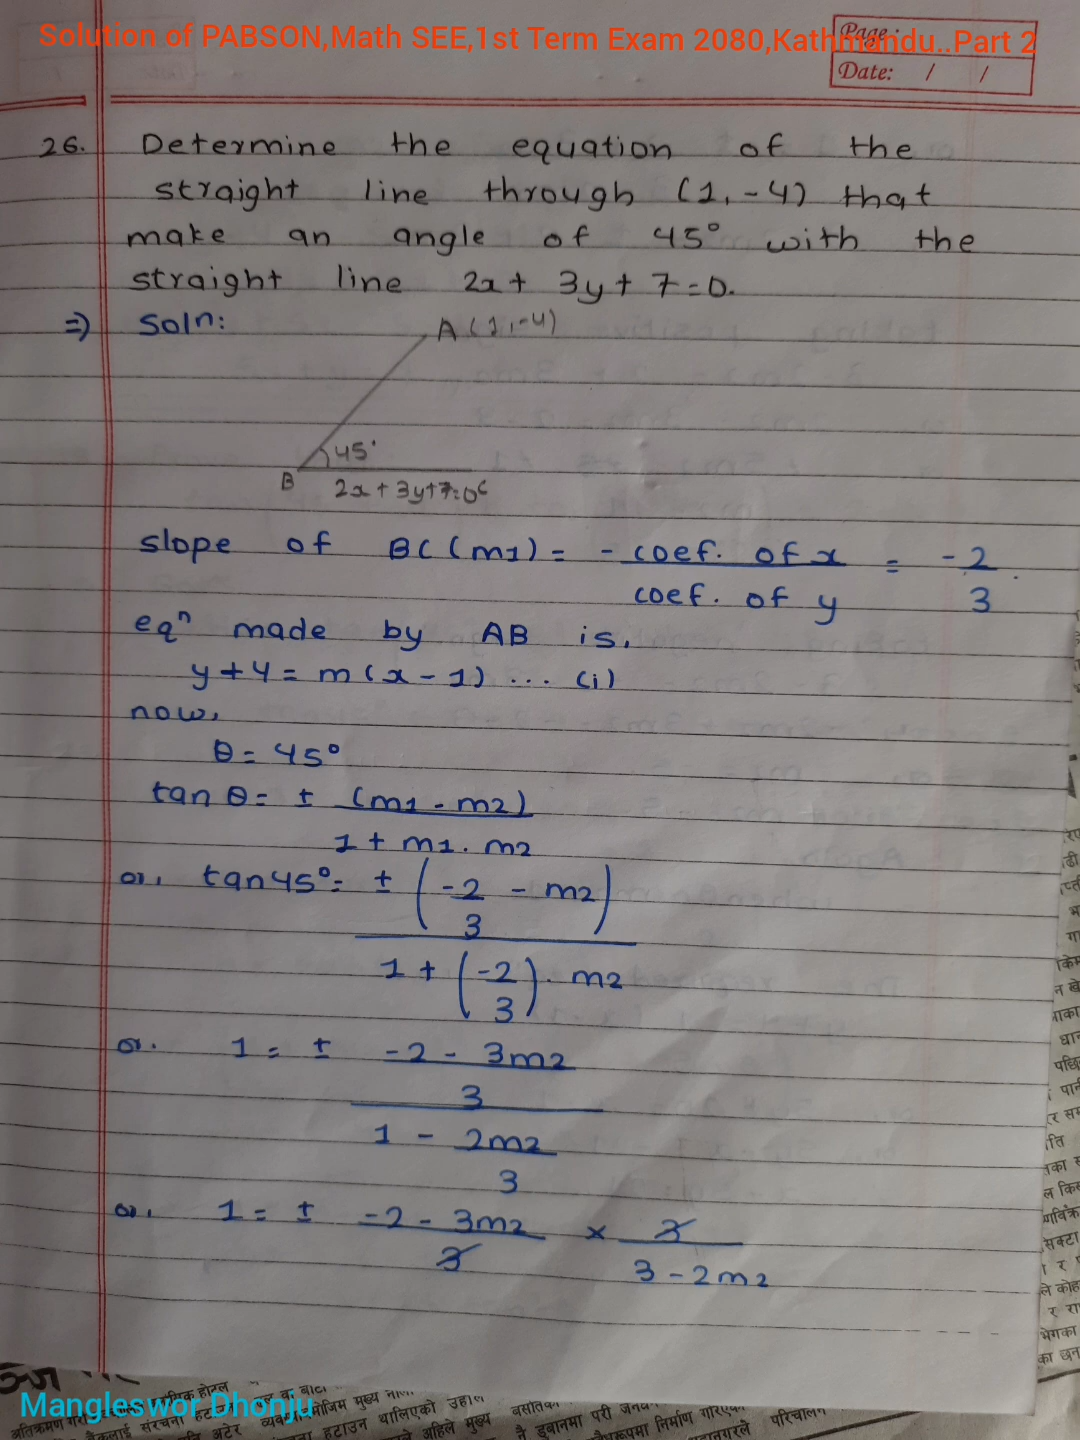 Solution of PABSON,Math SEE,1st Term Exam 2080,Kathmandu..Part 2
Page :
Date: / /
26. Determine the equation of the
straight line through (1, -4) that
make an angle of 45° with the
straight line 2x + 3y + 7 = 0.
=) Soln:
A (1, -4)
45°
B 2x + 3y + 7 = 0 C
slope of BC (m1) = - coef. of x / coef. of y = -2/3
eqn made by AB is,
y + 4 = m (x - 1) ... (i)
now,
θ = 45°
tan θ = ± (m1 - m2) / 1 + m1. m2
or, tan 45° = ± (-2/3 - m2) / 1 + (-2/3). m2
or. 1 = ± -2 - 3m2 / 3 / 1 - 2m2 / 3
or, 1 = ± -2 - 3m2 / 3 × 3 / 3 - 2m2
Mangleswor Dhonju